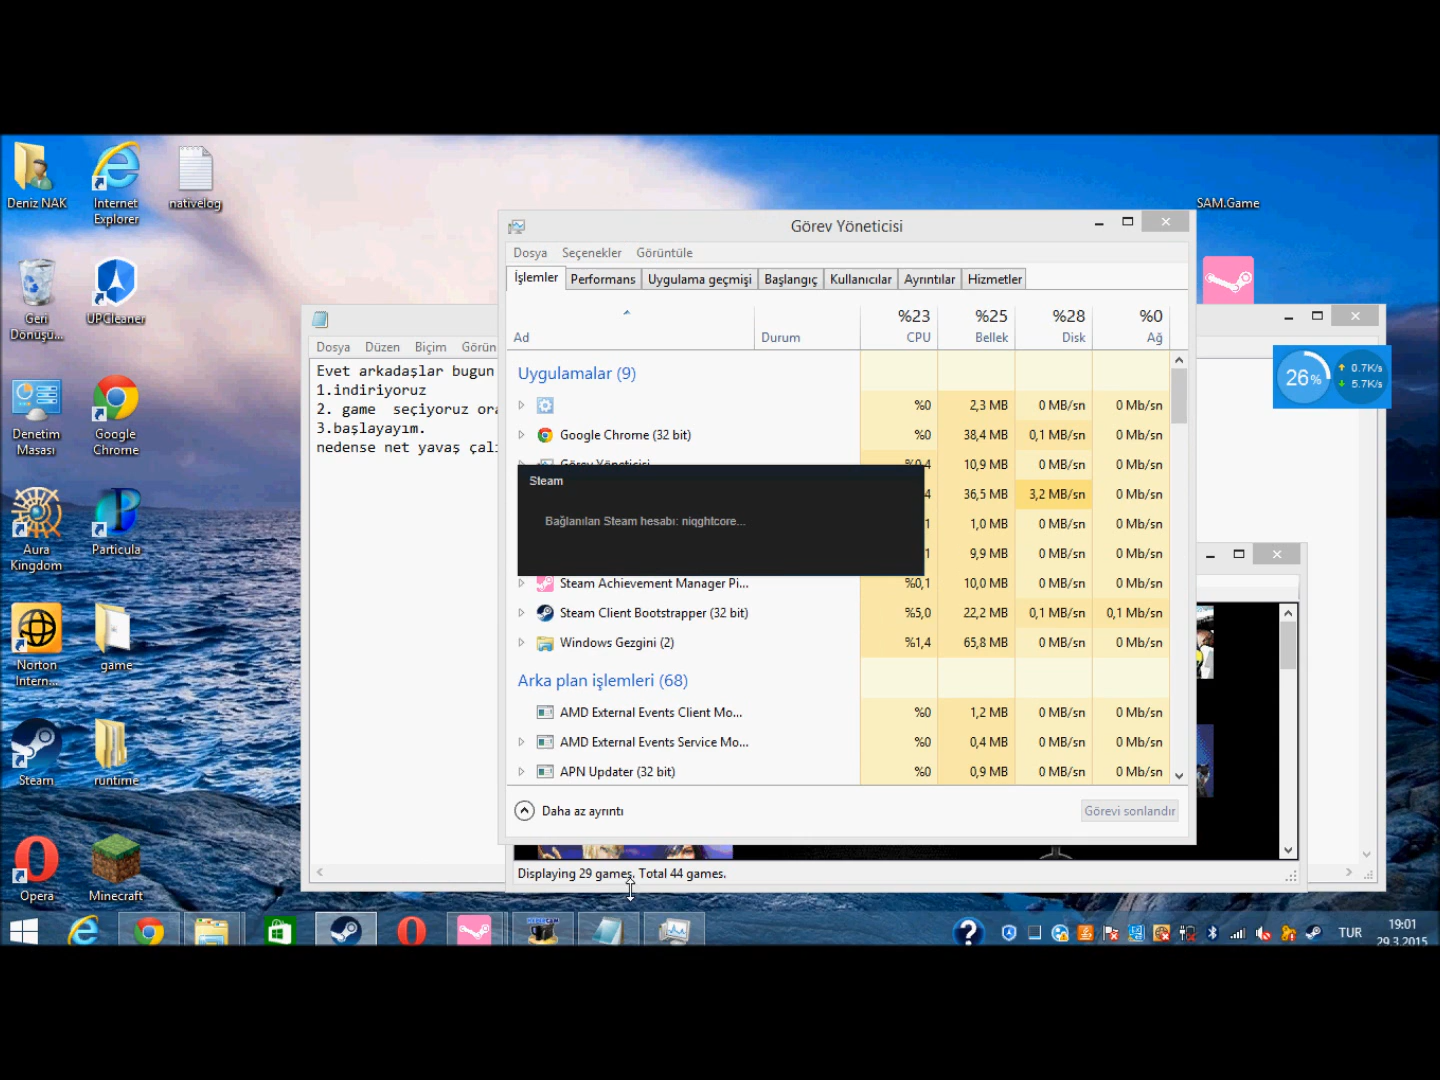 Deniz NAK
Internet Explorer
nativelog
SAM.Game
Geri Dönüşü...
UPCleaner
Denetim Masası
Google Chrome
Aura Kingdom
Particula
Norton Intern...
game
Steam
runtime
Opera
Minecraft
Dosya Düzen Biçim Görün
Evet arkadaşlar bugun
1.indiriyoruz
2. game seçiyoruz ora
3.başlayayım.
nedense net yavaş çalı
Görev Yöneticisi
Dosya Seçenekler Görüntüle
İşlemler Performans Uygulama geçmişi Başlangıç Kullanıcılar Ayrıntılar Hizmetler
%23 %25 %28 %0
Ad Durum CPU Bellek Disk Ağ
Uygulamalar (9)
%0 2,3 MB 0 MB/sn 0 Mb/sn
Google Chrome (32 bit) %0 38,4 MB 0,1 MB/sn 0 Mb/sn
Görev Yöneticisi %0,4 10,9 MB 0 MB/sn 0 Mb/sn
4 36,5 MB 3,2 MB/sn 0 Mb/sn
1 1,0 MB 0 MB/sn 0 Mb/sn
1 9,9 MB 0 MB/sn 0 Mb/sn
Steam
Bağlanılan Steam hesabı: niqghtcore...
Steam Achievement Manager Pi... %0,1 10,0 MB 0 MB/sn 0 Mb/sn
Steam Client Bootstrapper (32 bit) %5,0 22,2 MB 0,1 MB/sn 0,1 Mb/sn
Windows Gezgini (2) %1,4 65,8 MB 0 MB/sn 0 Mb/sn
Arka plan işlemleri (68)
AMD External Events Client Mo... %0 1,2 MB 0 MB/sn 0 Mb/sn
AMD External Events Service Mo... %0 0,4 MB 0 MB/sn 0 Mb/sn
APN Updater (32 bit) %0 0,9 MB 0 MB/sn 0 Mb/sn
Daha az ayrıntı Görevi sonlandır
Displaying 29 games. Total 44 games.
26%
0.7K/s
5.7K/s
TUR
19:01
29.3.2015